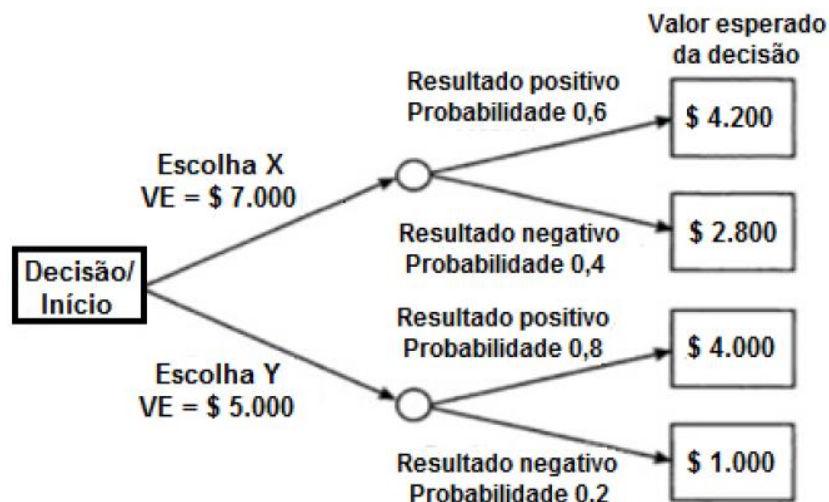 Valor esperado
da decisão
Resultado positivo
Probabilidade 0,6
$ 4.200
Escolha X
VE = $ 7.000
Resultado negativo
Probabilidade 0,4
$ 2.800
Decisão/
Início
Resultado positivo
Probabilidade 0,8
$ 4.000
Escolha Y
VE = $ 5.000
Resultado negativo
Probabilidade 0,2
$ 1.000